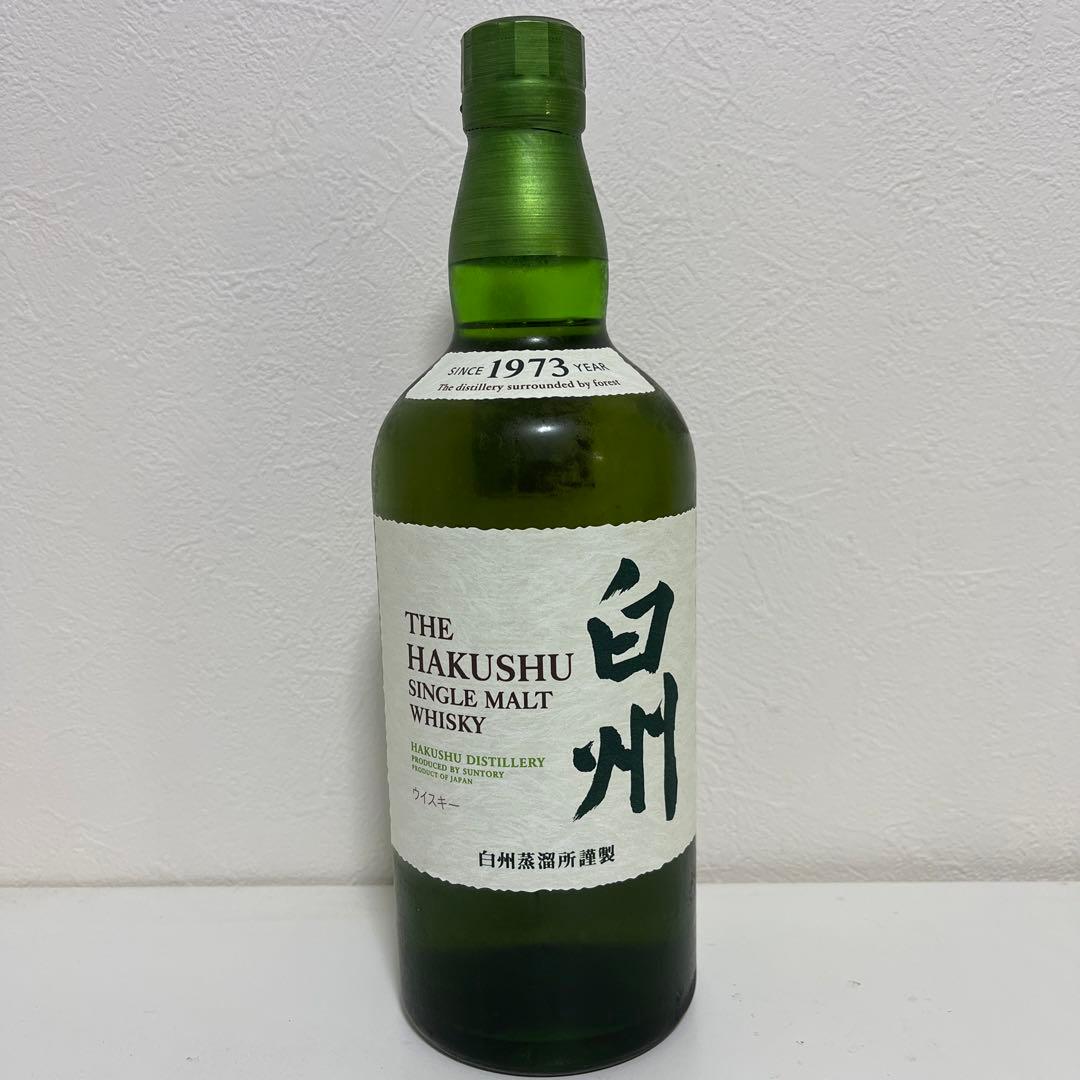 SINCE 1973 YEAR
The distillery surrounded by forest
THE
HAKUSHU
SINGLE MALT
WHISKY
HAKUSHU DISTILLERY
PRODUCED BY SUNTORY
PRODUCT OF JAPAN
ウイスキー
白州
白州蒸溜所謹製